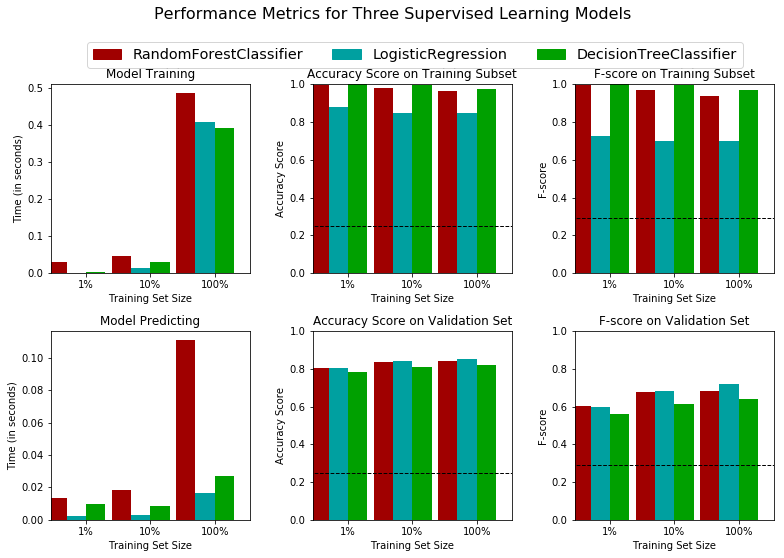 Performance Metrics for Three Supervised Learning Models
RandomForestClassifier LogisticRegression DecisionTreeClassifier
Model Training
Time (in seconds)
0.5
0.4
0.3
0.2
0.1
0.0
1% 10% 100%
Training Set Size
Accuracy Score on Training Subset
Accuracy Score
1.0
0.8
0.6
0.4
0.2
0.0
1% 10% 100%
Training Set Size
F-score on Training Subset
F-score
1.0
0.8
0.6
0.4
0.2
0.0
1% 10% 100%
Training Set Size
Model Predicting
Time (in seconds)
0.10
0.08
0.06
0.04
0.02
0.00
1% 10% 100%
Training Set Size
Accuracy Score on Validation Set
Accuracy Score
1.0
0.8
0.6
0.4
0.2
0.0
1% 10% 100%
Training Set Size
F-score on Validation Set
F-score
1.0
0.8
0.6
0.4
0.2
0.0
1% 10% 100%
Training Set Size